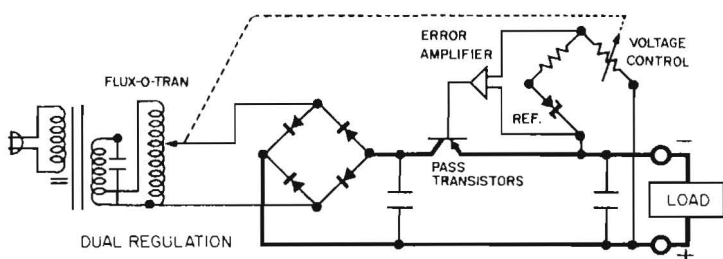 ERROR
AMPLIFIER
VOLTAGE
CONTROL
FLUX-O-TRAN
REF.
PASS
TRANSISTORS
−
LOAD
+
DUAL REGULATION